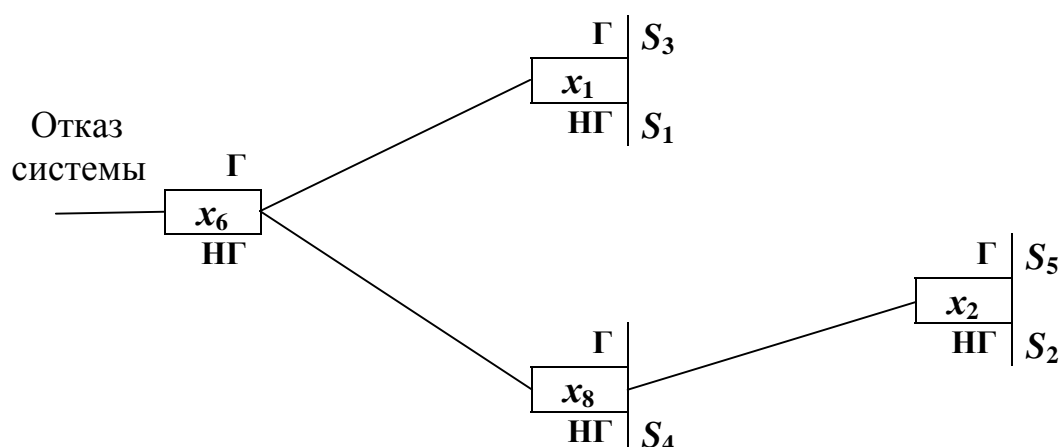 Г S₃
x₁
НГ S₁
Отказ
системы
Г
x₆
НГ
Г S₅
x₂
НГ S₂
Г
x₈
НГ S₄